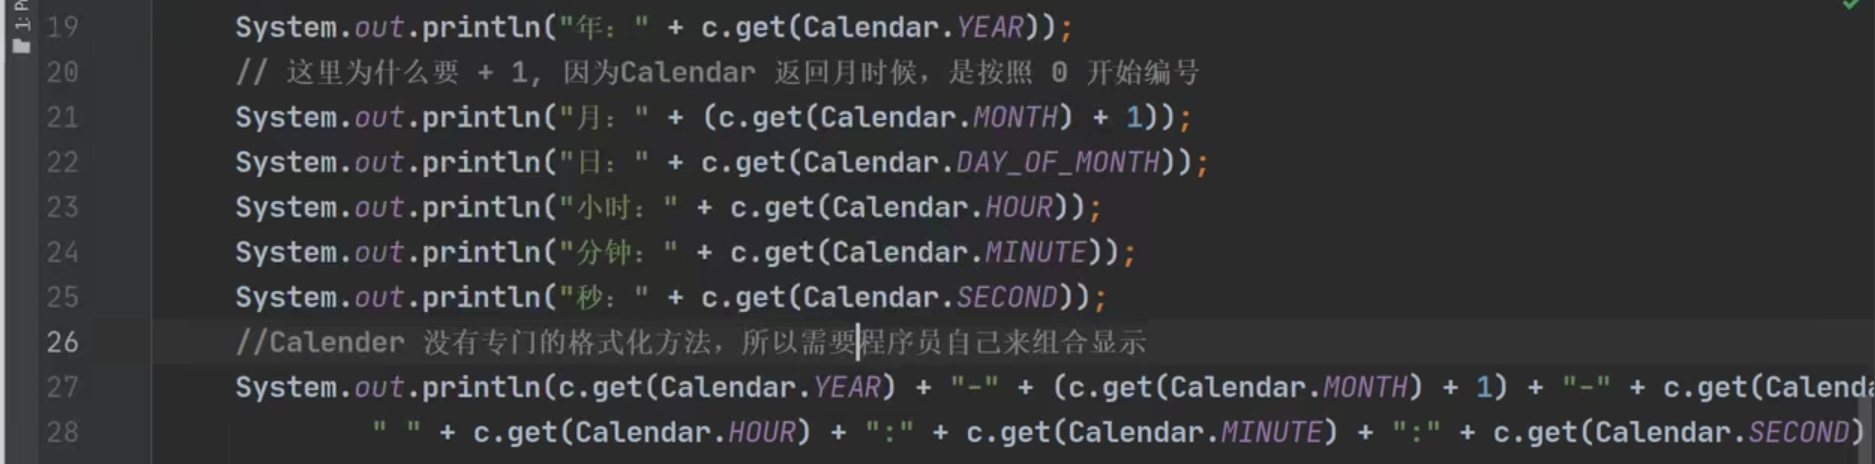 19 System.out.println("年：" + c.get(Calendar.YEAR));
20 // 这里为什么要 + 1, 因为Calendar 返回月时候，是按照 0 开始编号
21 System.out.println("月：" + (c.get(Calendar.MONTH) + 1));
22 System.out.println("日：" + c.get(Calendar.DAY_OF_MONTH));
23 System.out.println("小时：" + c.get(Calendar.HOUR));
24 System.out.println("分钟：" + c.get(Calendar.MINUTE));
25 System.out.println("秒：" + c.get(Calendar.SECOND));
26 //Calender 没有专门的格式化方法，所以需要程序员自己来组合显示
27 System.out.println(c.get(Calendar.YEAR) + "-" + (c.get(Calendar.MONTH) + 1) + "-" + c.get(Calenda
28 " " + c.get(Calendar.HOUR) + ":" + c.get(Calendar.MINUTE) + ":" + c.get(Calendar.SECOND)